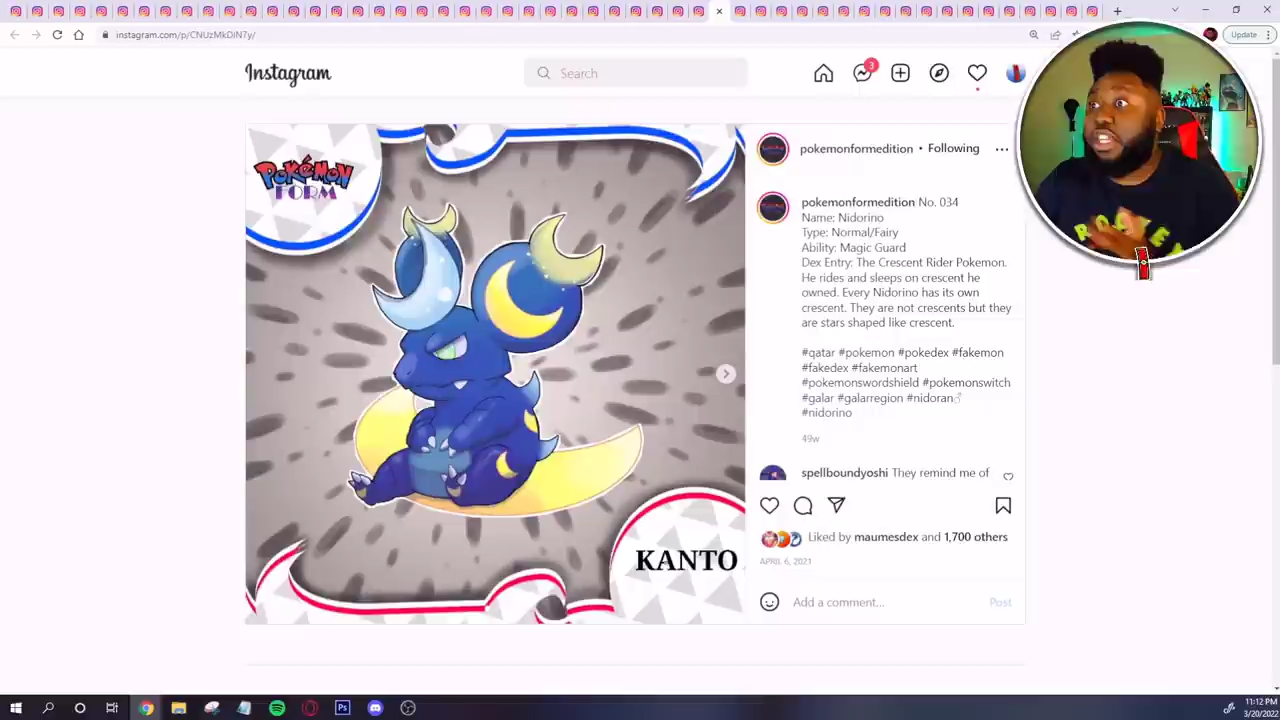 instagram.com/p/CNUzMkDiN7y/
Update
Instagram
Search
3
POKÉMON
FORM
KANTO
pokemonformedition • Following
pokemonformedition No. 034
Name: Nidorino
Type: Normal/Fairy
Ability: Magic Guard
Dex Entry: The Crescent Rider Pokemon.
He rides and sleeps on crescent he
owned. Every Nidorino has its own
crescent. They are not crescents but they
are stars shaped like crescent.
#qatar #pokemon #pokedex #fakemon
#fakedex #fakemonart
#pokemonswordshield #pokemonswitch
#galar #galarregion #nidoran♂
#nidorino
49w
spellboundyoshi They remind me of
Liked by maumesdex and 1,700 others
APRIL 6, 2021
Add a comment...
Post
Ps
11:12 PM
3/20/2022